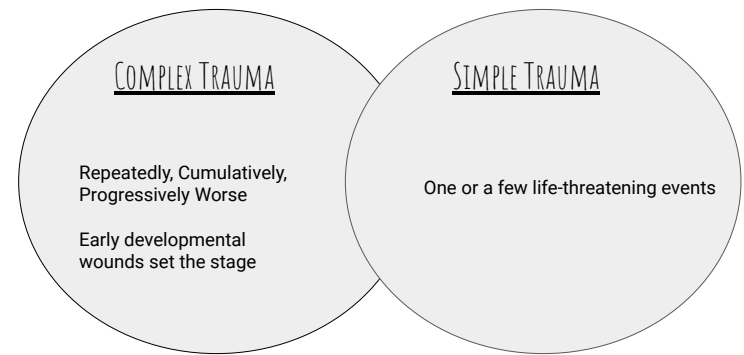 Complex Trauma
Repeatedly, Cumulatively,
Progressively Worse
Early developmental
wounds set the stage
Simple Trauma
One or a few life-threatening events